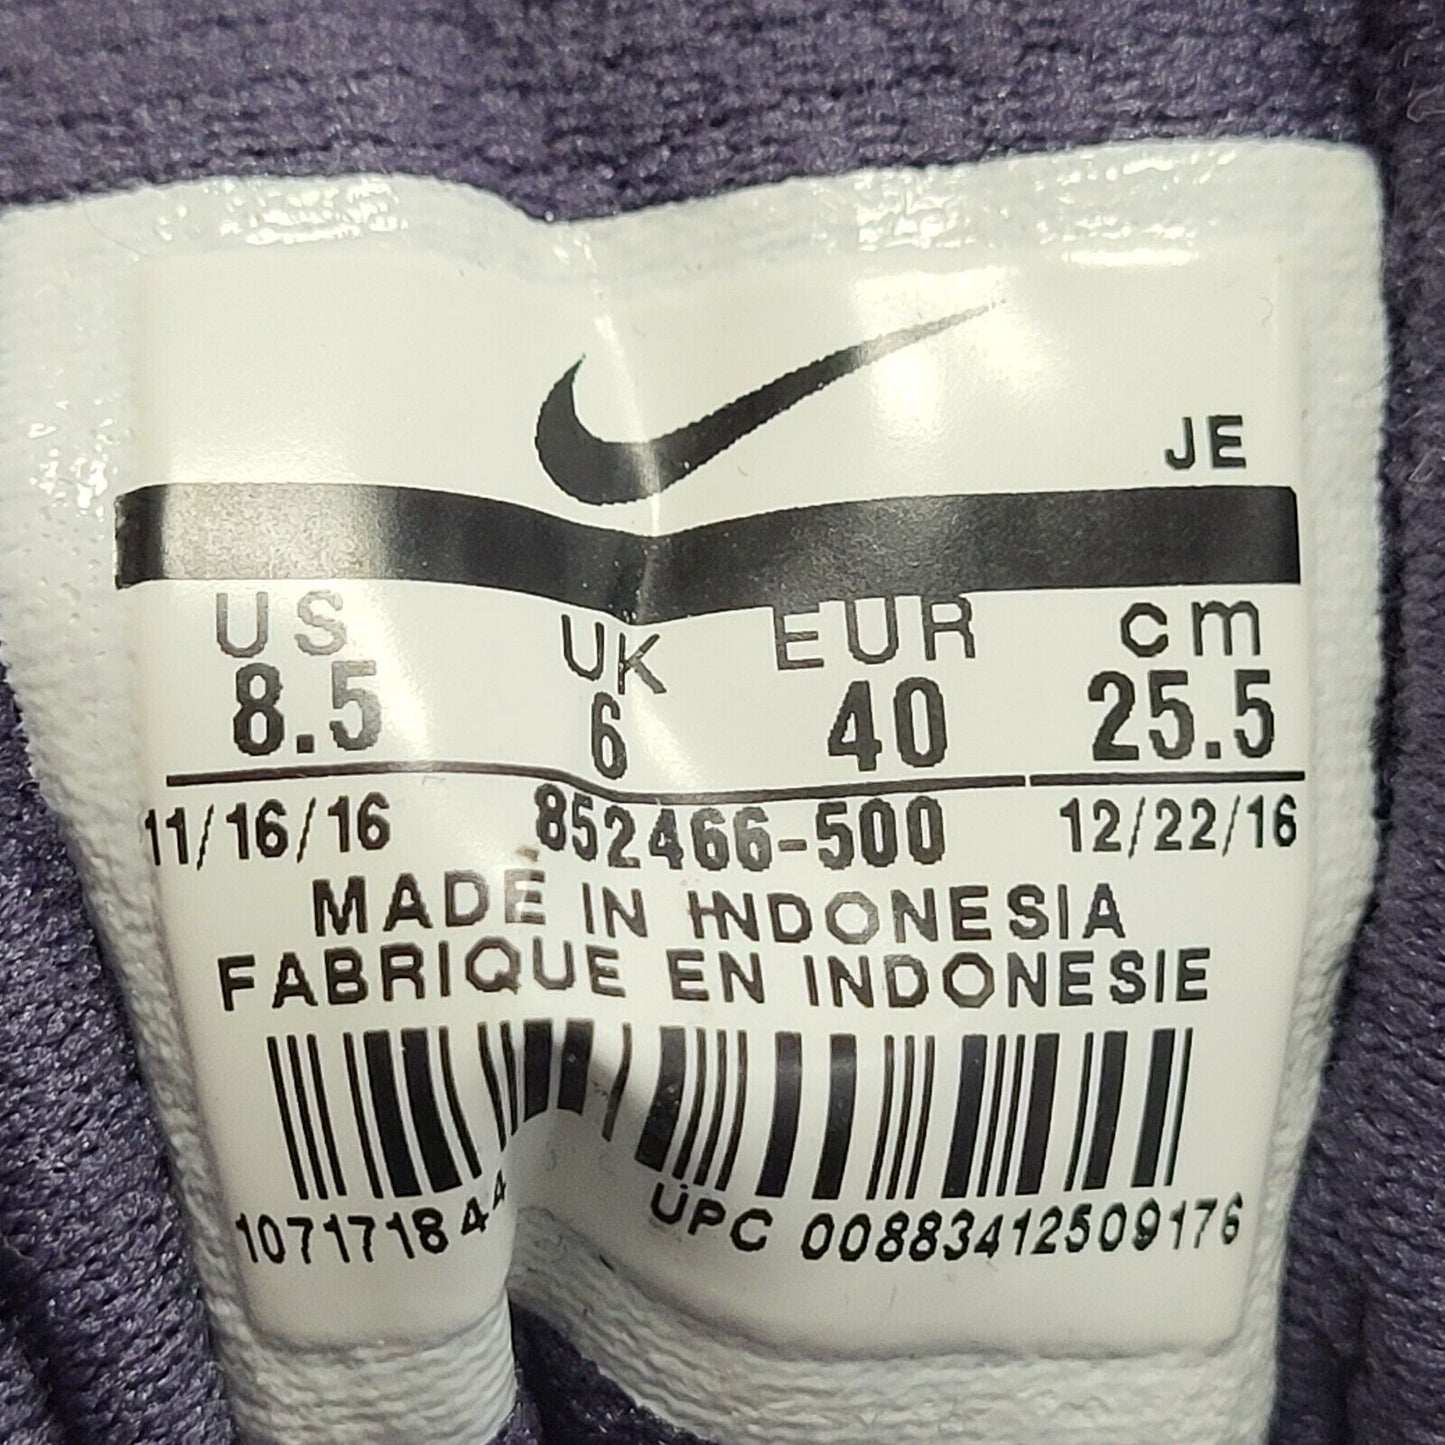 JE
US UK EUR cm
8.5 6 40 25.5
11/16/16 852466-500 12/22/16
MADE IN INDONESIA
FABRIQUE EN INDONESIE
107171844 UPC 00883412509176